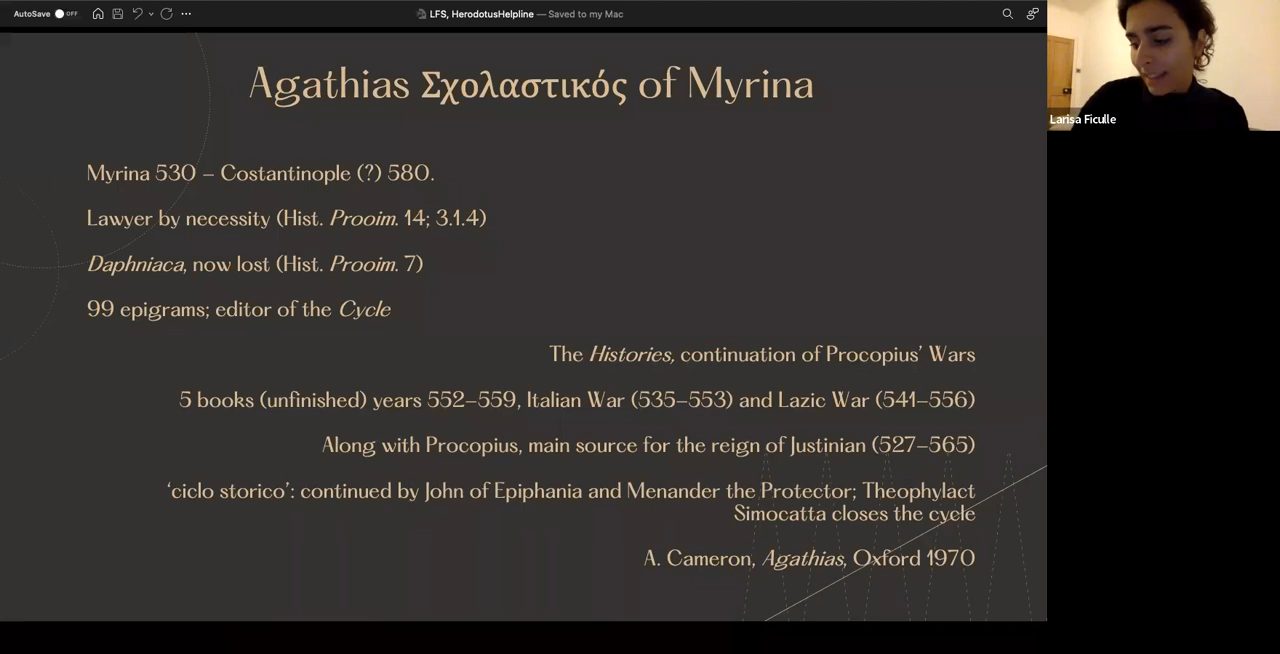 AutoSave OFF
LFS, HerodotusHelpline — Saved to my Mac
Larisa Ficulle
Agathias Σχολαστικός of Myrina
Myrina 530 – Costantinople (?) 580.
Lawyer by necessity (Hist. Prooim. 14; 3.1.4)
Daphniaca, now lost (Hist. Prooim. 7)
99 epigrams; editor of the Cycle
The Histories, continuation of Procopius' Wars
5 books (unfinished) years 552–559, Italian War (535–553) and Lazic War (541–556)
Along with Procopius, main source for the reign of Justinian (527–565)
‘ciclo storico’: continued by John of Epiphania and Menander the Protector; Theophylact
Simocatta closes the cycle
A. Cameron, Agathias, Oxford 1970